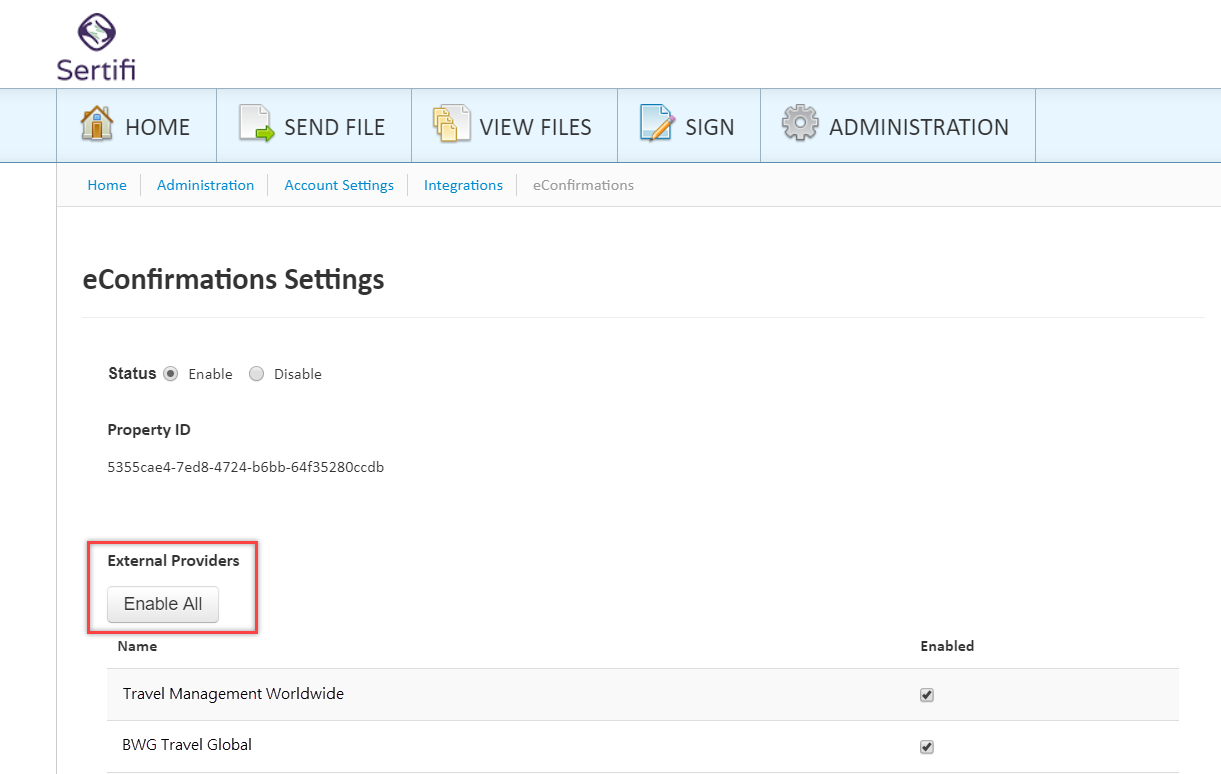 Sertifi
HOME SEND FILE VIEW FILES SIGN ADMINISTRATION
Home Administration Account Settings Integrations eConfirmations
eConfirmations Settings
Status Enable Disable
Property ID
5355cae4-7ed8-4724-b6bb-64f35280ccdb
External Providers
Enable All
Name Enabled
Travel Management Worldwide
BWG Travel Global